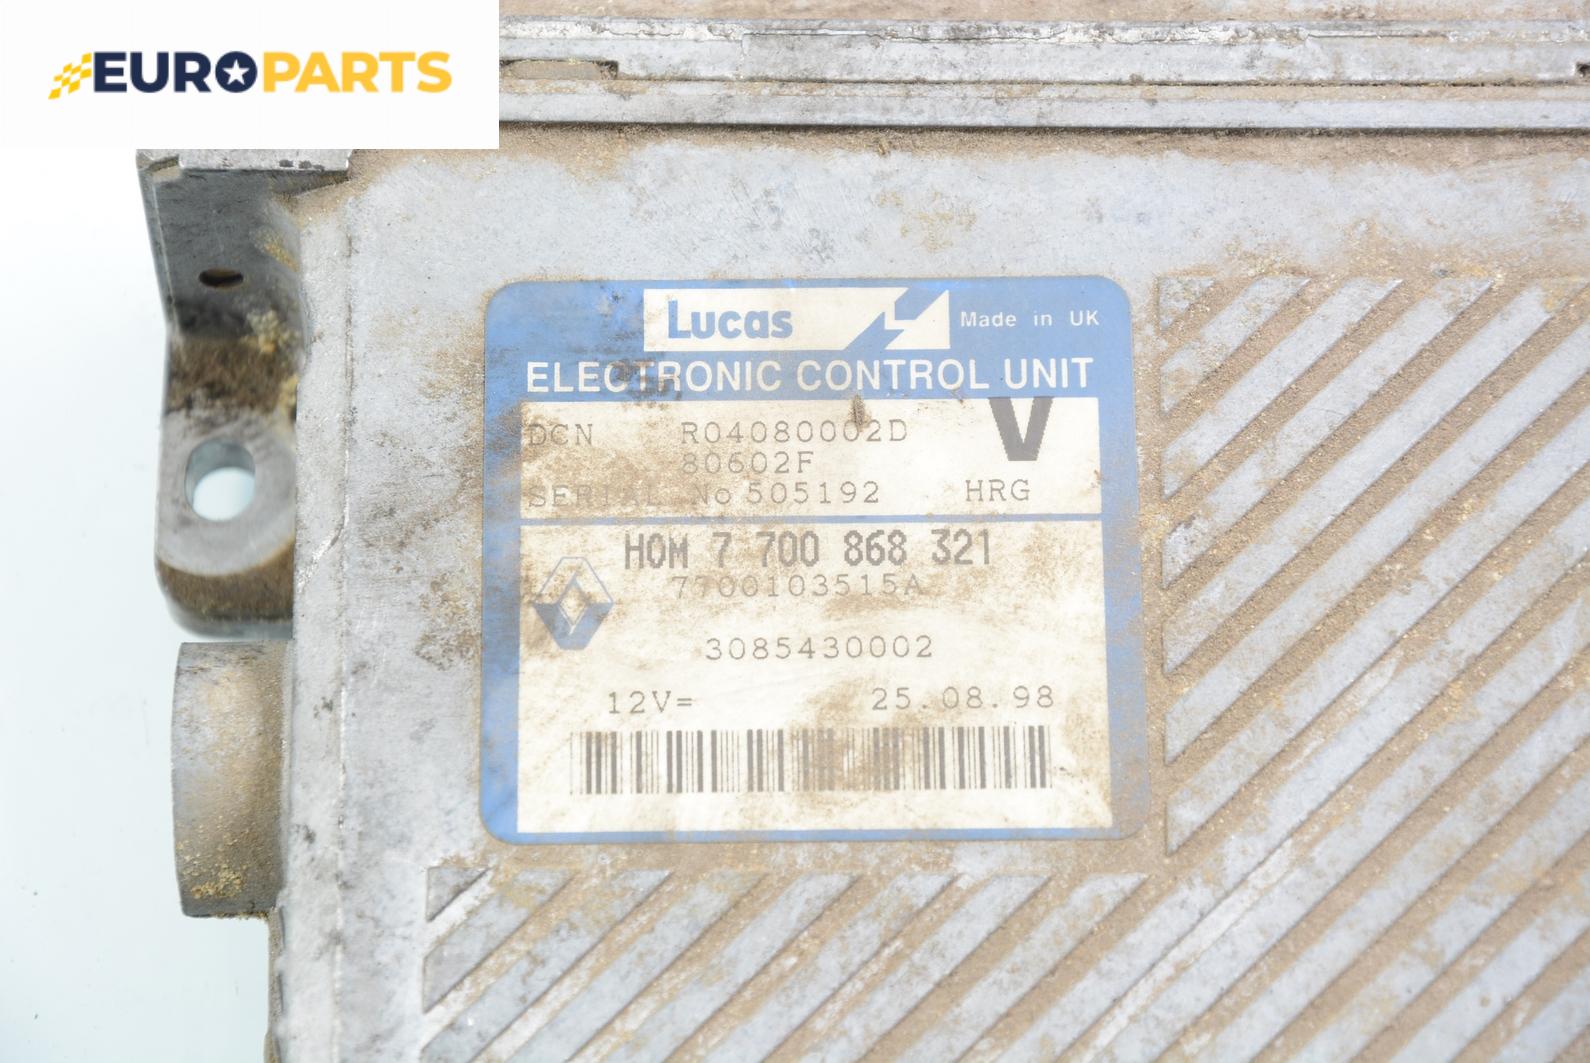 EUROPARTS
Lucas Made in UK
ELECTRONIC CONTROL UNIT
DCN R04080002D V
80602F
SERIAL No 505192 HRG
HOM 7 700 868 321
7700103515A
3085430002
12V= 25.08.98